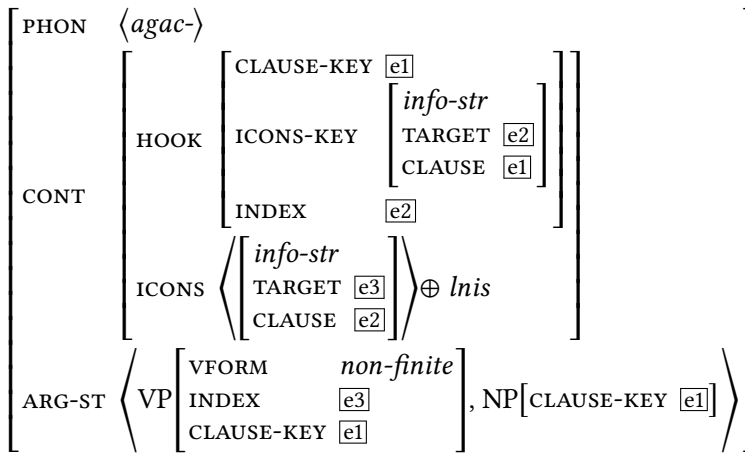 PHON ⟨agac-⟩
CLAUSE-KEY e1
info-str
HOOK ICONS-KEY TARGET e2
CLAUSE e1
CONT
INDEX e2
info-str
ICONS ⟨ TARGET e3 ⟩ ⊕ lnis
CLAUSE e2
VFORM non-finite
ARG-ST ⟨ VP INDEX e3 , NP[CLAUSE-KEY e1] ⟩
CLAUSE-KEY e1